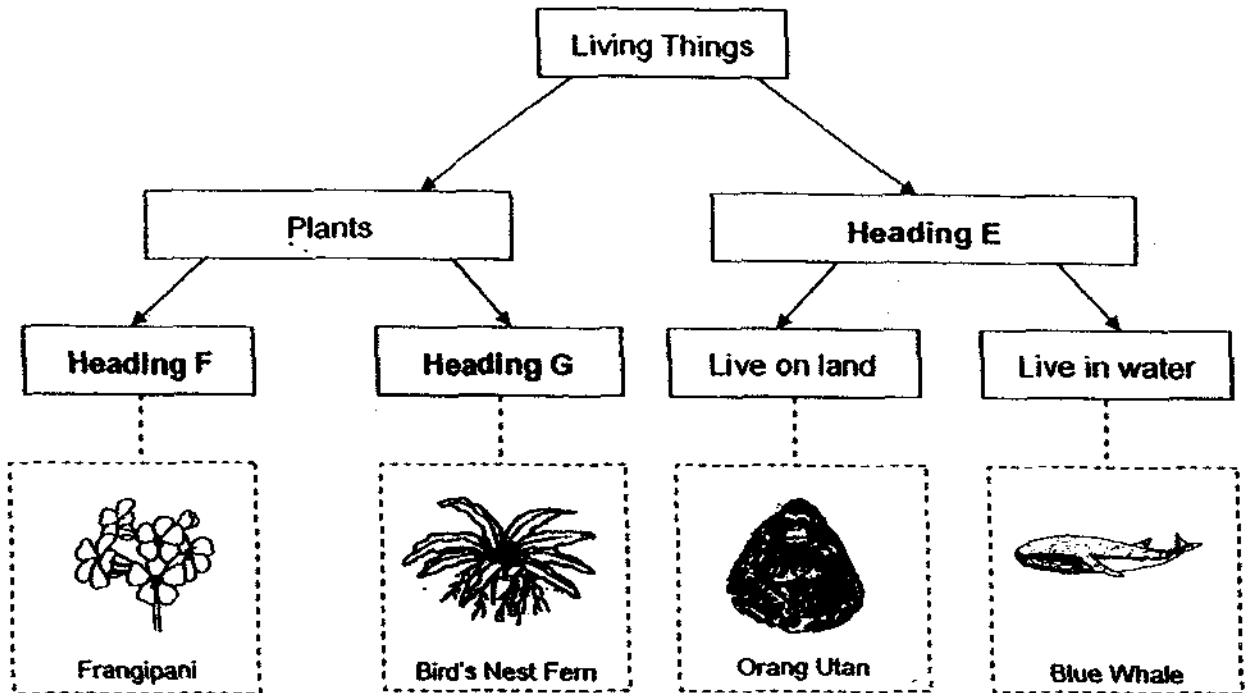 Living Things
Plants
Heading E
Heading F
Heading G
Live on land
Live in water
Frangipani
Bird's Nest Fern
Orang Utan
Blue Whale